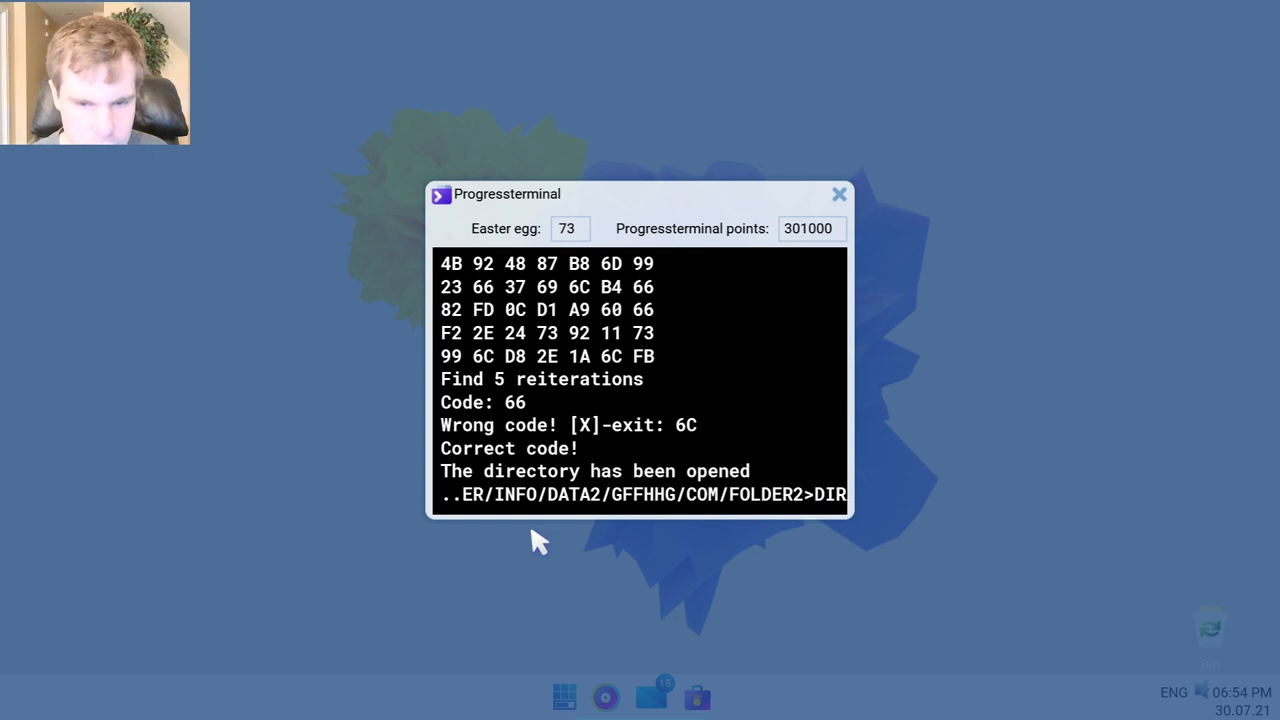 Progressterminal
Easter egg: 73 Progressterminal points: 301000
4B 92 48 87 B8 6D 99
23 66 37 69 6C B4 66
82 FD 0C D1 A9 60 66
F2 2E 24 73 92 11 73
99 6C D8 2E 1A 6C FB
Find 5 reiterations
Code: 66
Wrong code! [X]-exit: 6C
Correct code!
The directory has been opened
..ER/INFO/DATA2/GFFHHG/COM/FOLDER2>DIR
Bin
18
ENG 06:54 PM
30.07.21